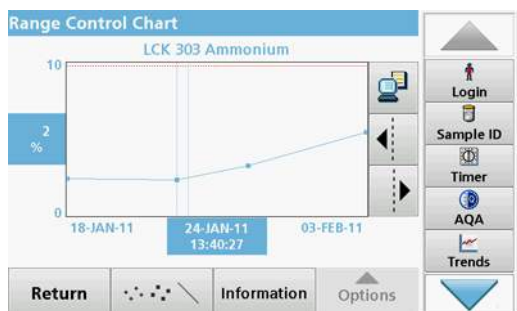 Range Control Chart
LCK 303 Ammonium
10
2
%
0
18-JAN-11
24-JAN-11
13:40:27
03-FEB-11
Return
Information
Options
Login
Sample ID
Timer
AQA
Trends